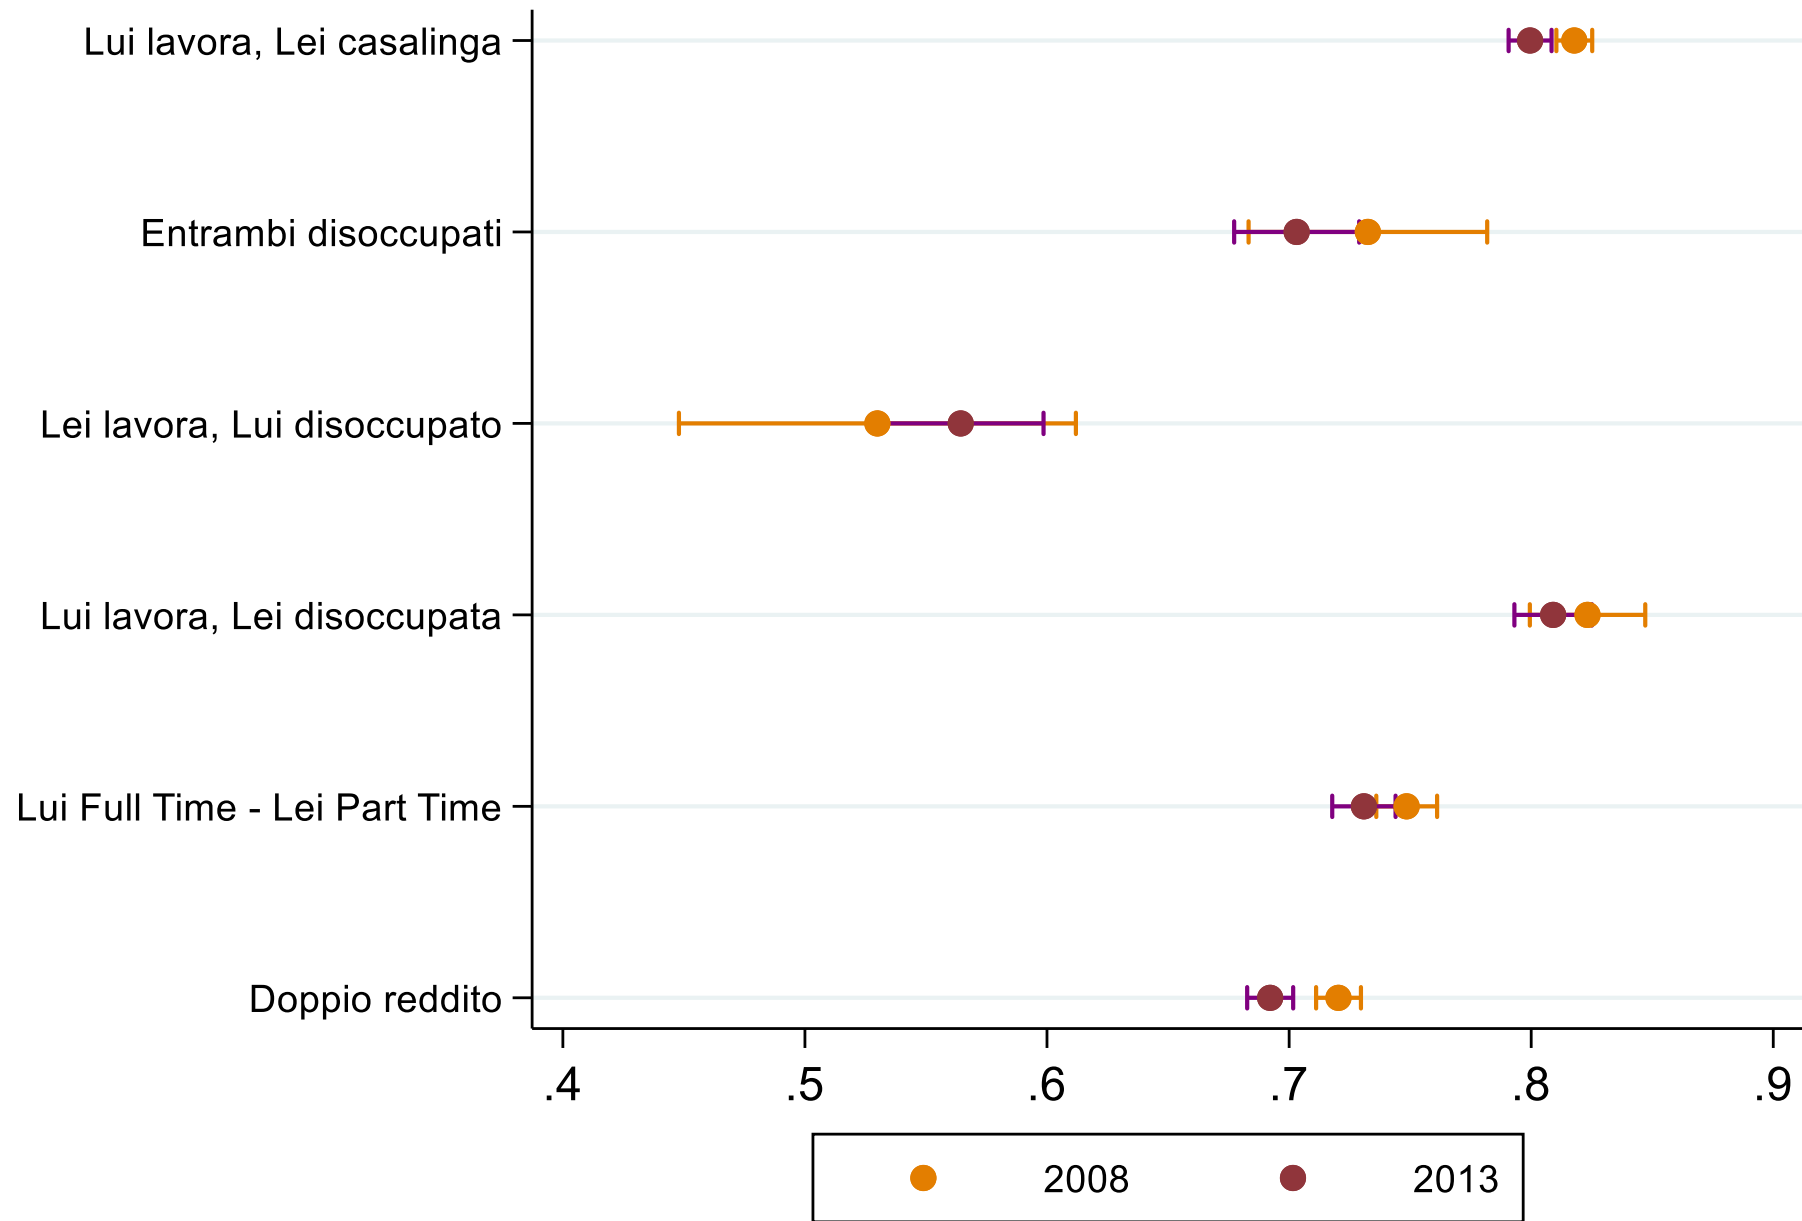 Lui lavora, Lei casalinga
Entrambi disoccupati
Lei lavora, Lui disoccupato
Lui lavora, Lei disoccupata
Lui Full Time - Lei Part Time
Doppio reddito
.4 .5 .6 .7 .8 .9
2008 2013